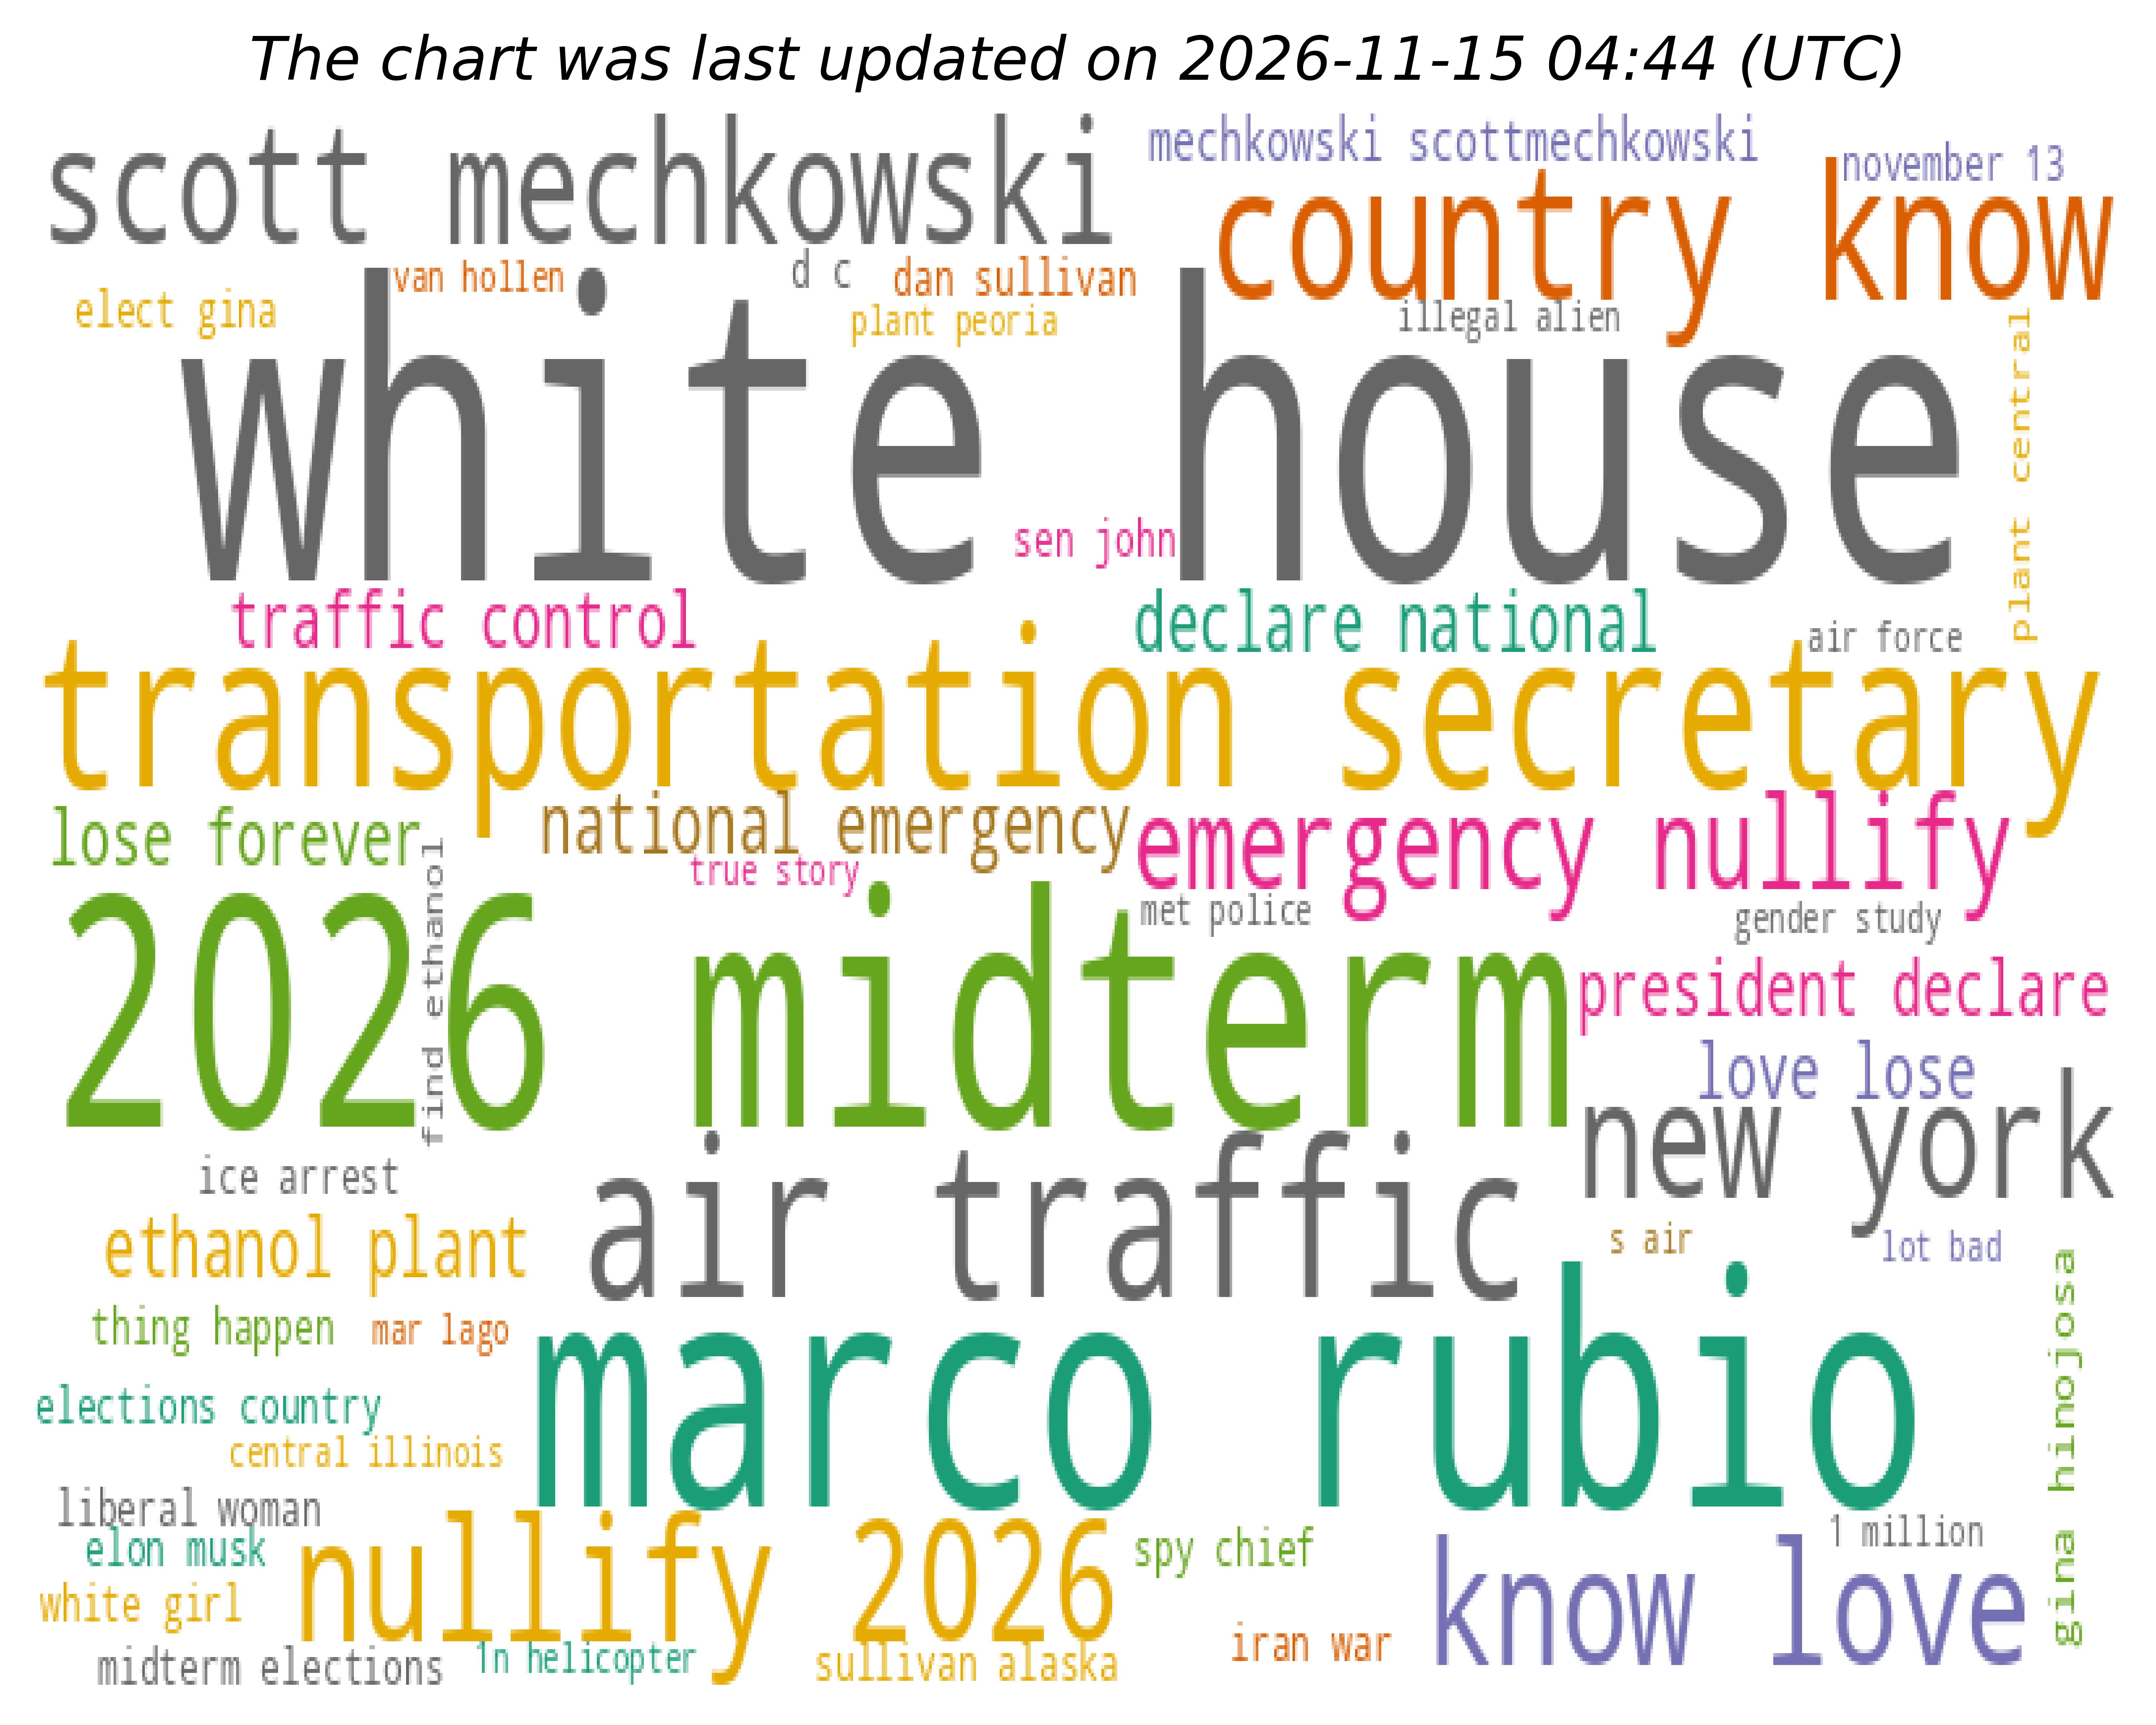 The chart was last updated on 2026-11-15 04:44 (UTC)
scott mechkowski
mechkowski scottmechkowski
november 13
country know
van hollen
d c
dan sullivan
elect gina
plant peoria
illegal alien
white house
plant central
sen john
traffic control
declare national
air force
transportation secretary
lose forever
national emergency
emergency nullify
true story
find ethanol
2026 midterm
met police
gender study
president declare
love lose
new york
ice arrest
air traffic
ethanol plant
s air
lot bad
thing happen
mar lago
marco rubio
gina hinojosa
elections country
central illinois
liberal woman
elon musk
nullify 2026
spy chief
1 million
know love
white girl
iran war
midterm elections
1n helicopter
sullivan alaska